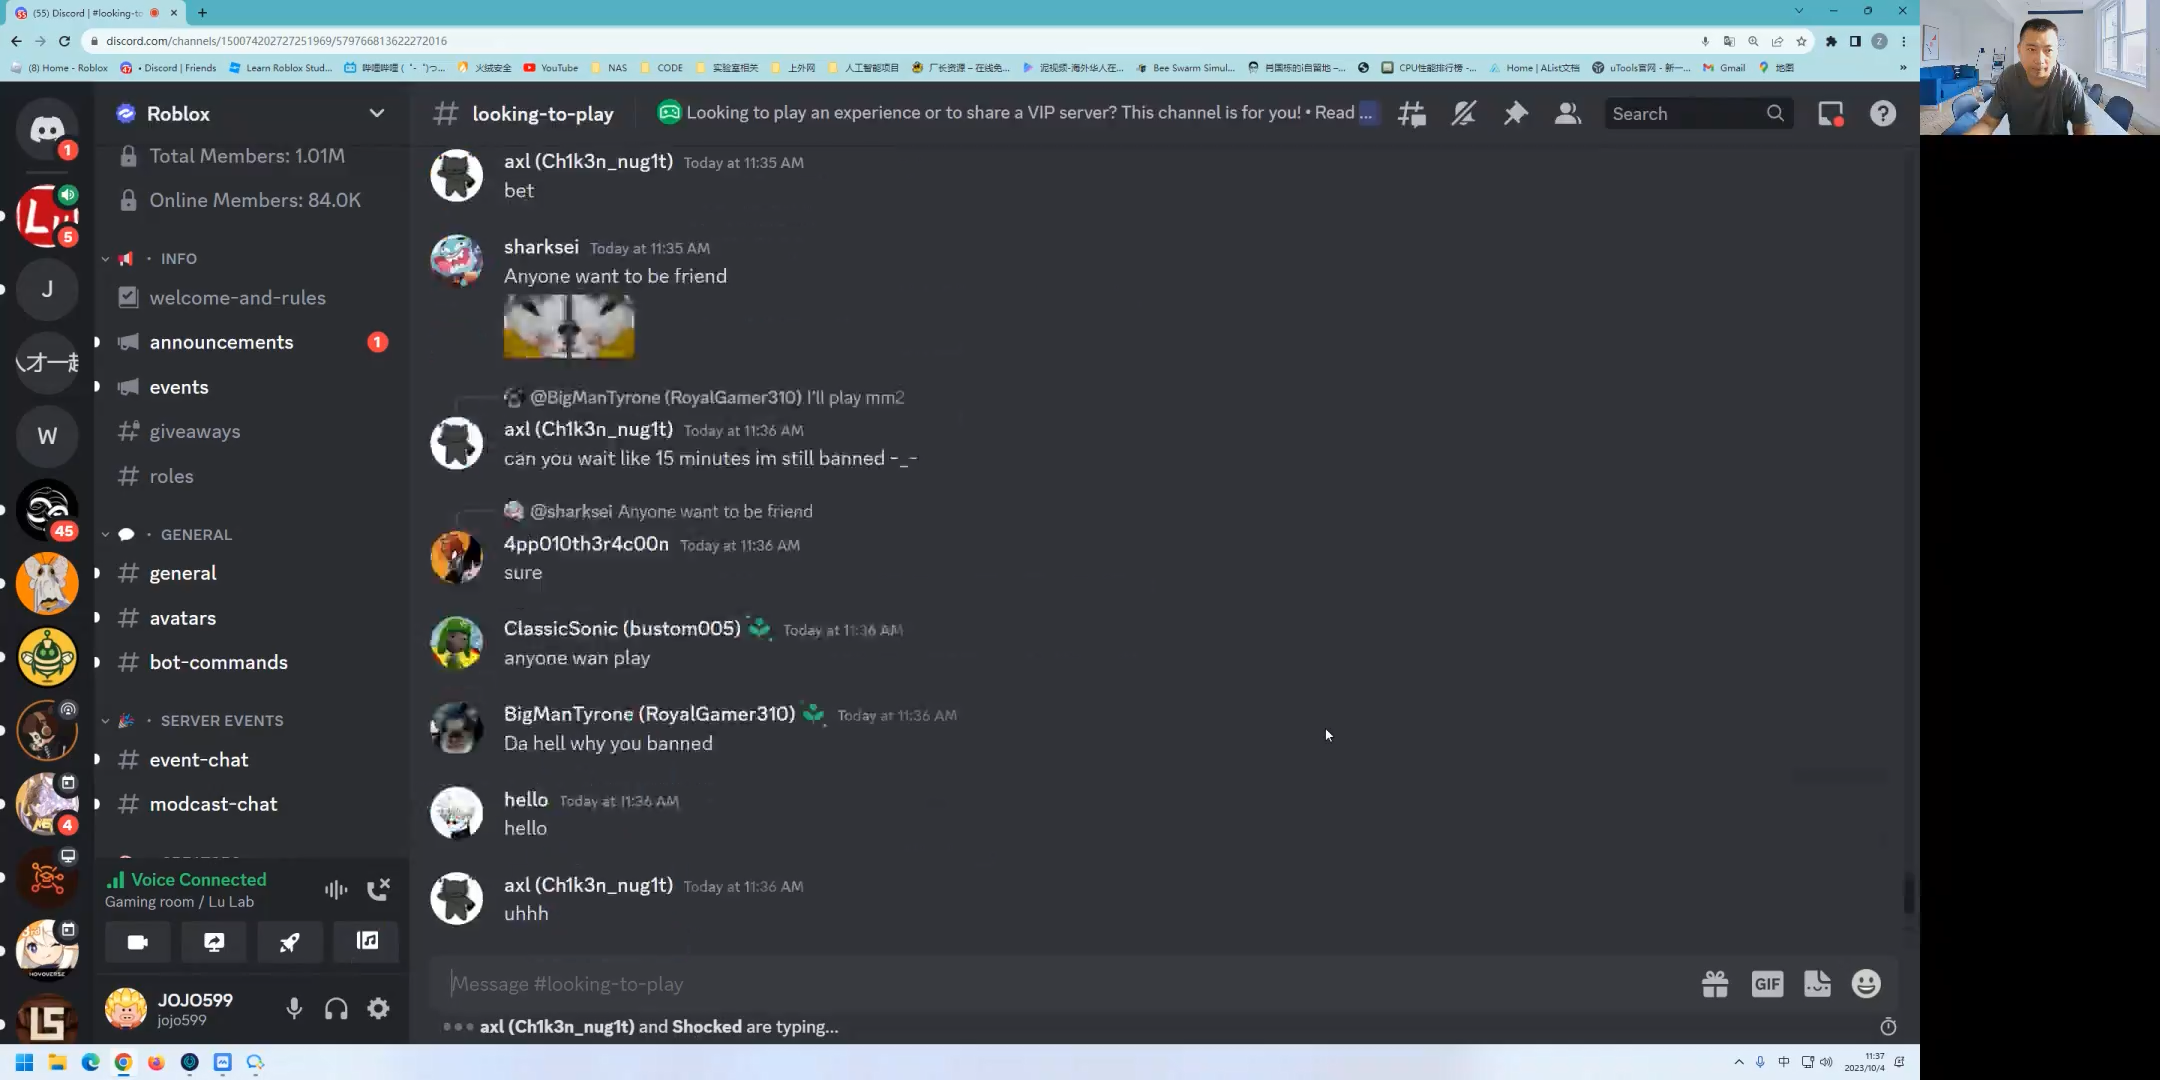 (55) Discord | #looking-to
discord.com/channels/150074202727251969/579766813622272016
(8) Home - Roblox
• Discord | Friends
Learn Roblox Stud...
哔哩哔哩 ( ゜- ゜)つ...
火绒安全
YouTube
NAS
CODE
实验室相关
上外网
人工智能项目
厂长资源 – 在线免...
泥视频-海外华人在...
Bee Swarm Simul...
CPU性能排行榜 -...
Home | AList文档
uTools官网 - 新一...
Gmail
地图
»
Z
1
5
J
人才一起
W
45
4
HOYOVERSE
Roblox
Total Members: 1.01M
Online Members: 84.0K
INFO
welcome-and-rules
announcements
1
events
giveaways
roles
GENERAL
general
avatars
bot-commands
SERVER EVENTS
event-chat
modcast-chat
Voice Connected
Gaming room / Lu Lab
JOJO599
jojo599
looking-to-play
Looking to play an experience or to share a VIP server? This channel is for you! • Read ...
Search
axl (Ch1k3n_nug1t) Today at 11:35 AM
bet
sharksei Today at 11:35 AM
Anyone want to be friend
@BigManTyrone (RoyalGamer310) I'll play mm2
axl (Ch1k3n_nug1t) Today at 11:36 AM
can you wait like 15 minutes im still banned -_-
@sharksei Anyone want to be friend
4pp010th3r4c00n Today at 11:36 AM
sure
ClassicSonic (bustom005) Today at 11:36 AM
anyone wan play
BigManTyrone (RoyalGamer310) Today at 11:36 AM
Da hell why you banned
hello Today at 11:36 AM
hello
axl (Ch1k3n_nug1t) Today at 11:36 AM
uhhh
Message #looking-to-play
GIF
axl (Ch1k3n_nug1t) and Shocked are typing...
中
11:37
2023/10/4